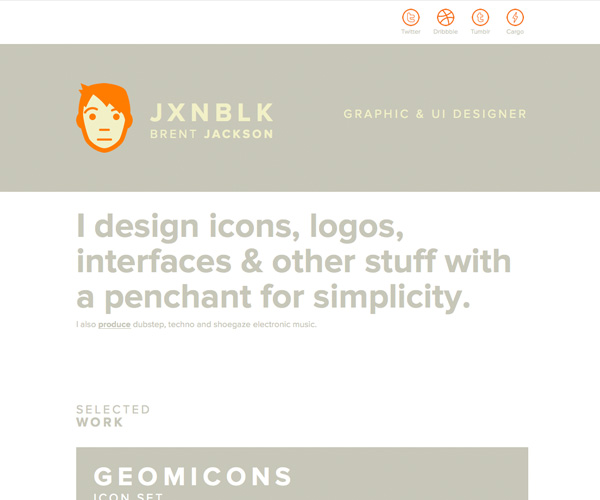 Twitter Dribbble Tumblr Cargo
JXNBLK
BRENT JACKSON
GRAPHIC & UI DESIGNER
I design icons, logos,
interfaces & other stuff with
a penchant for simplicity.
I also produce dubstep, techno and shoegaze electronic music.
SELECTED
WORK
GEOMICONS
ICON SET